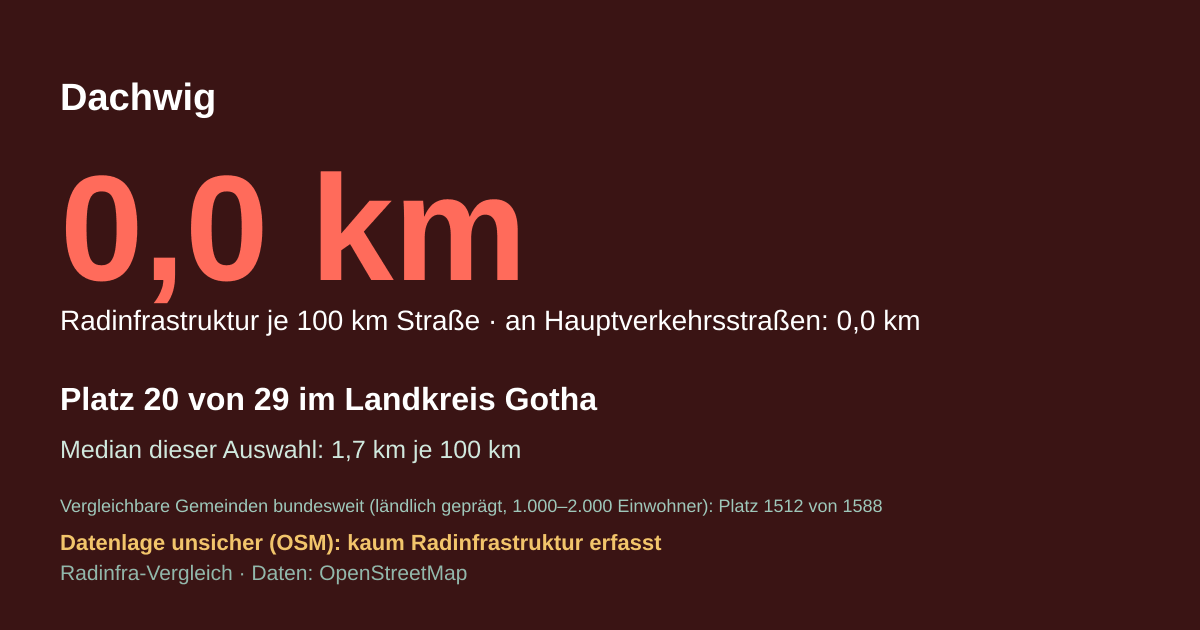 Dachwig
0,0 km
Radinfrastruktur je 100 km Straße · an Hauptverkehrsstraßen: 0,0 km
Platz 20 von 29 im Landkreis Gotha
Median dieser Auswahl: 1,7 km je 100 km
Vergleichbare Gemeinden bundesweit (ländlich geprägt, 1.000–2.000 Einwohner): Platz 1512 von 1588
Datenlage unsicher (OSM): kaum Radinfrastruktur erfasst
Radinfra-Vergleich · Daten: OpenStreetMap